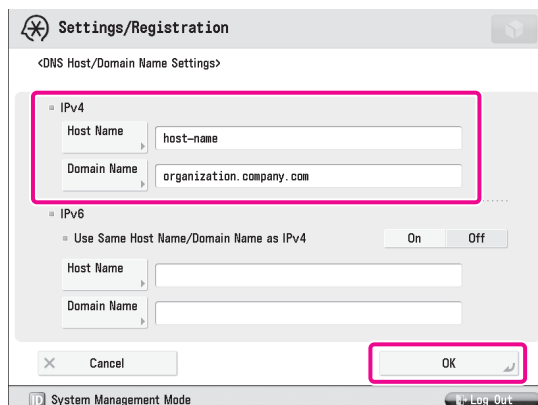 Settings/Registration
<DNS Host/Domain Name Settings>
IPv4
Host Name
host-name
Domain Name
organization.company.com
IPv6
Use Same Host Name/Domain Name as IPv4
On
Off
Host Name
Domain Name
Cancel
OK
ID System Management Mode
Log Out